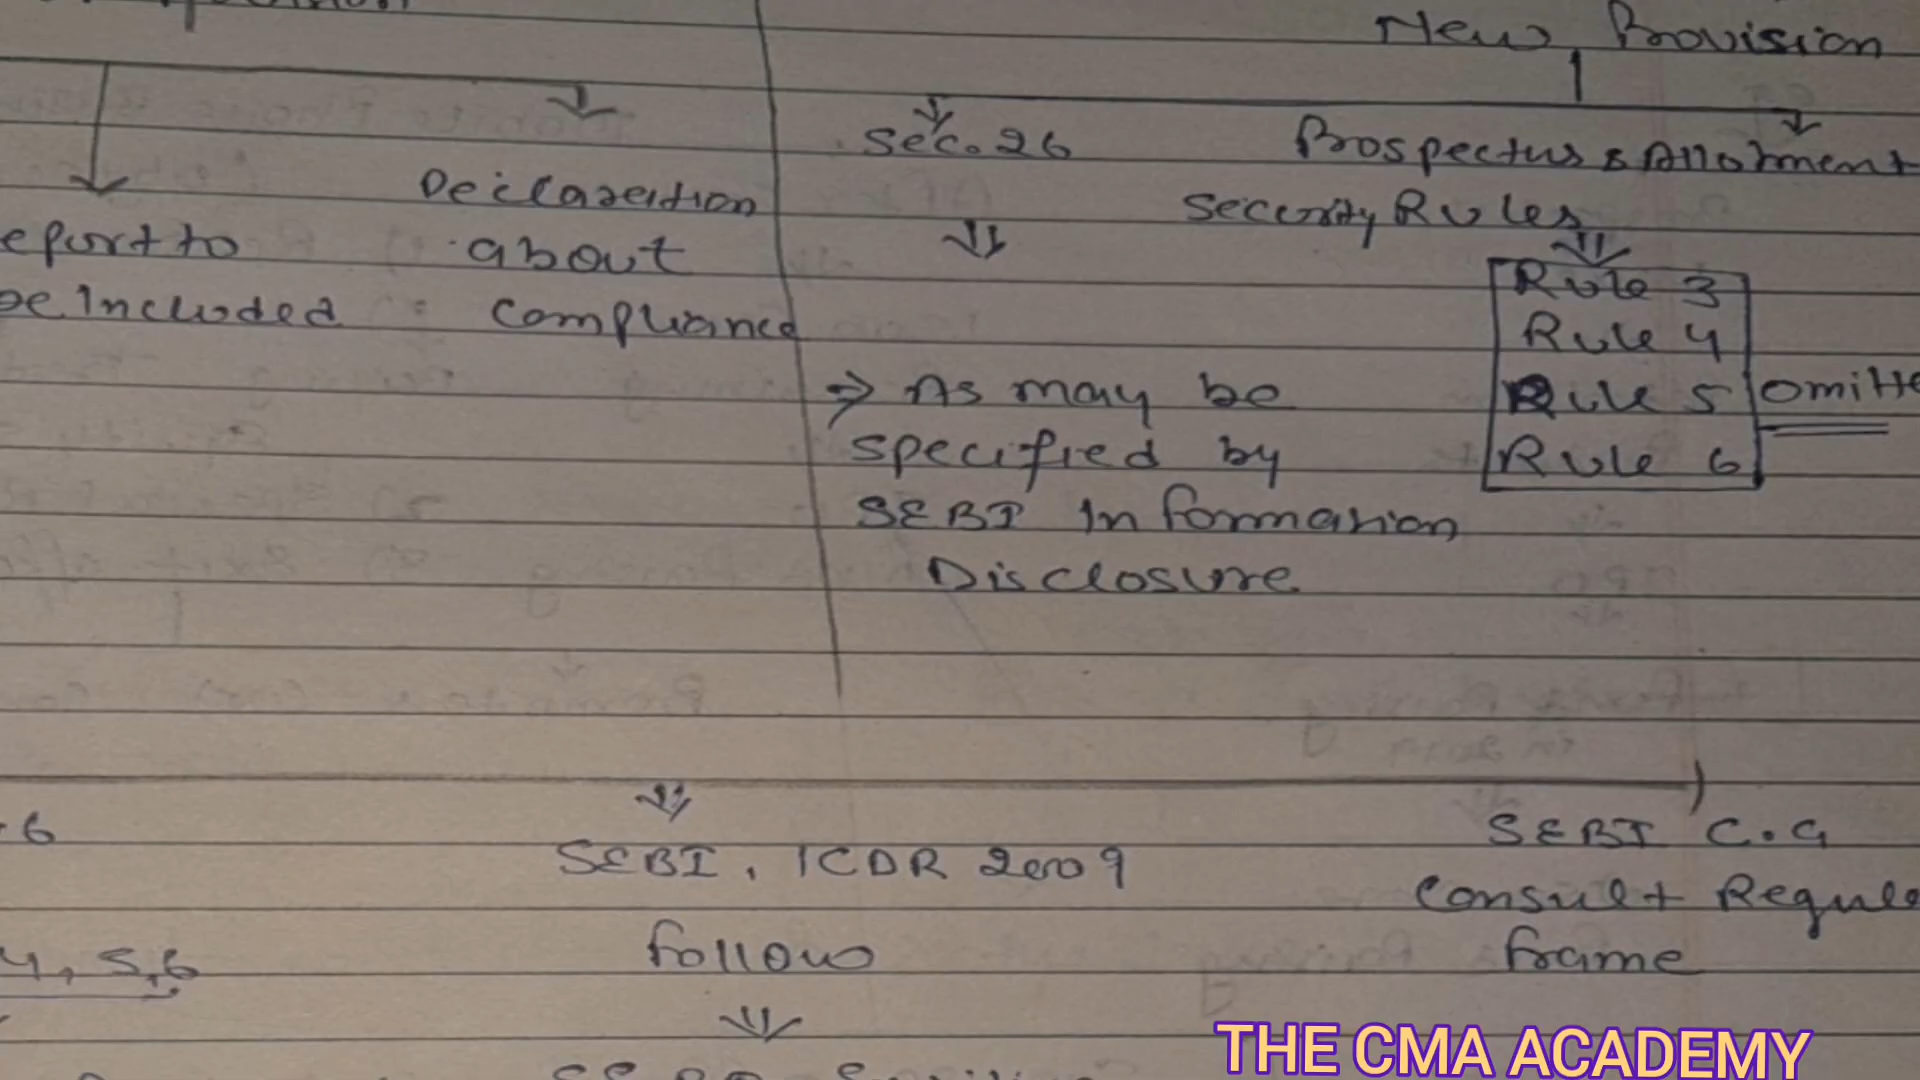 New Provision
Sec. 26
Prospectus & Allotment
Security Rules
Declaration
about
compliance
eport to
be Included
Rule 3
Rule 4
Rule 5 omitte
Rule 6
⇒ As may be
specified by
SEBI Information
Disclosure
6
SEBI, ICDR 2009
SEBI C.G
Consult Regule
follow
frame
4, 5, 6
THE CMA ACADEMY